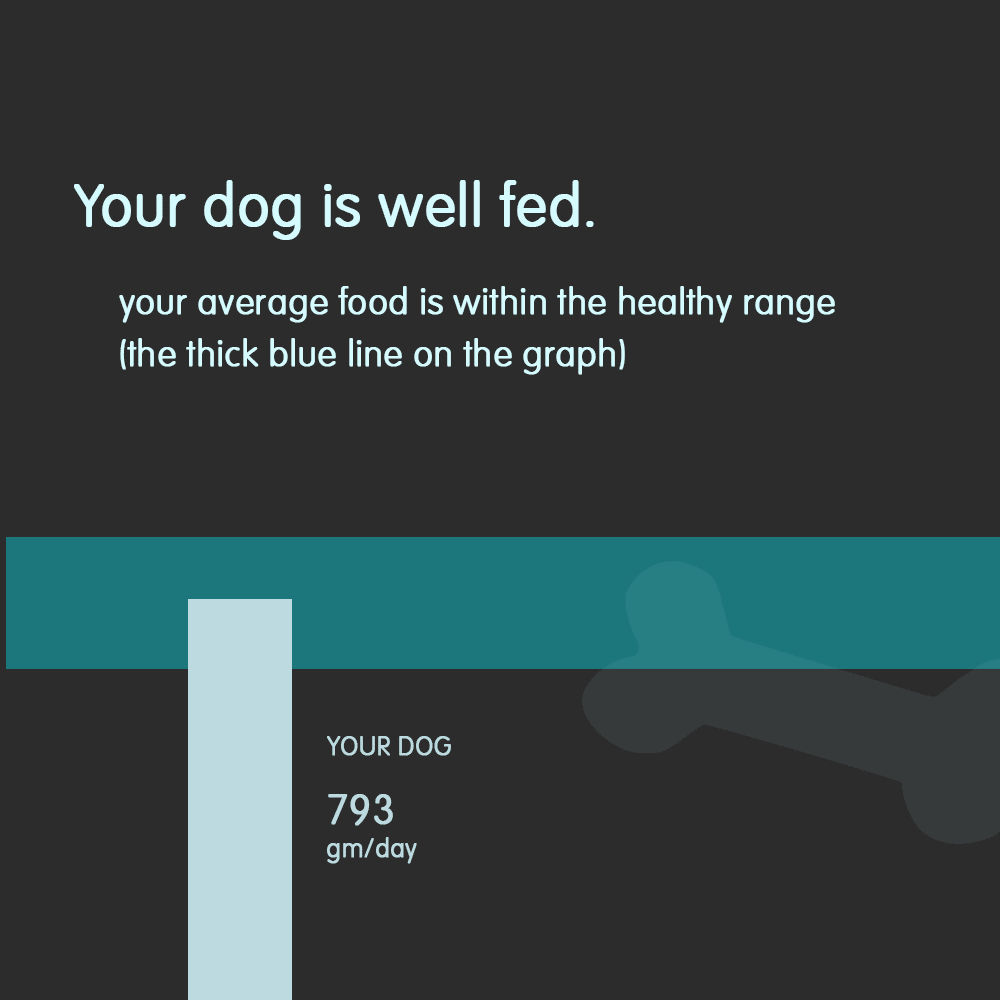 Your dog is well fed.
your average food is within the healthy range
(the thick blue line on the graph)
YOUR DOG
793
gm/day